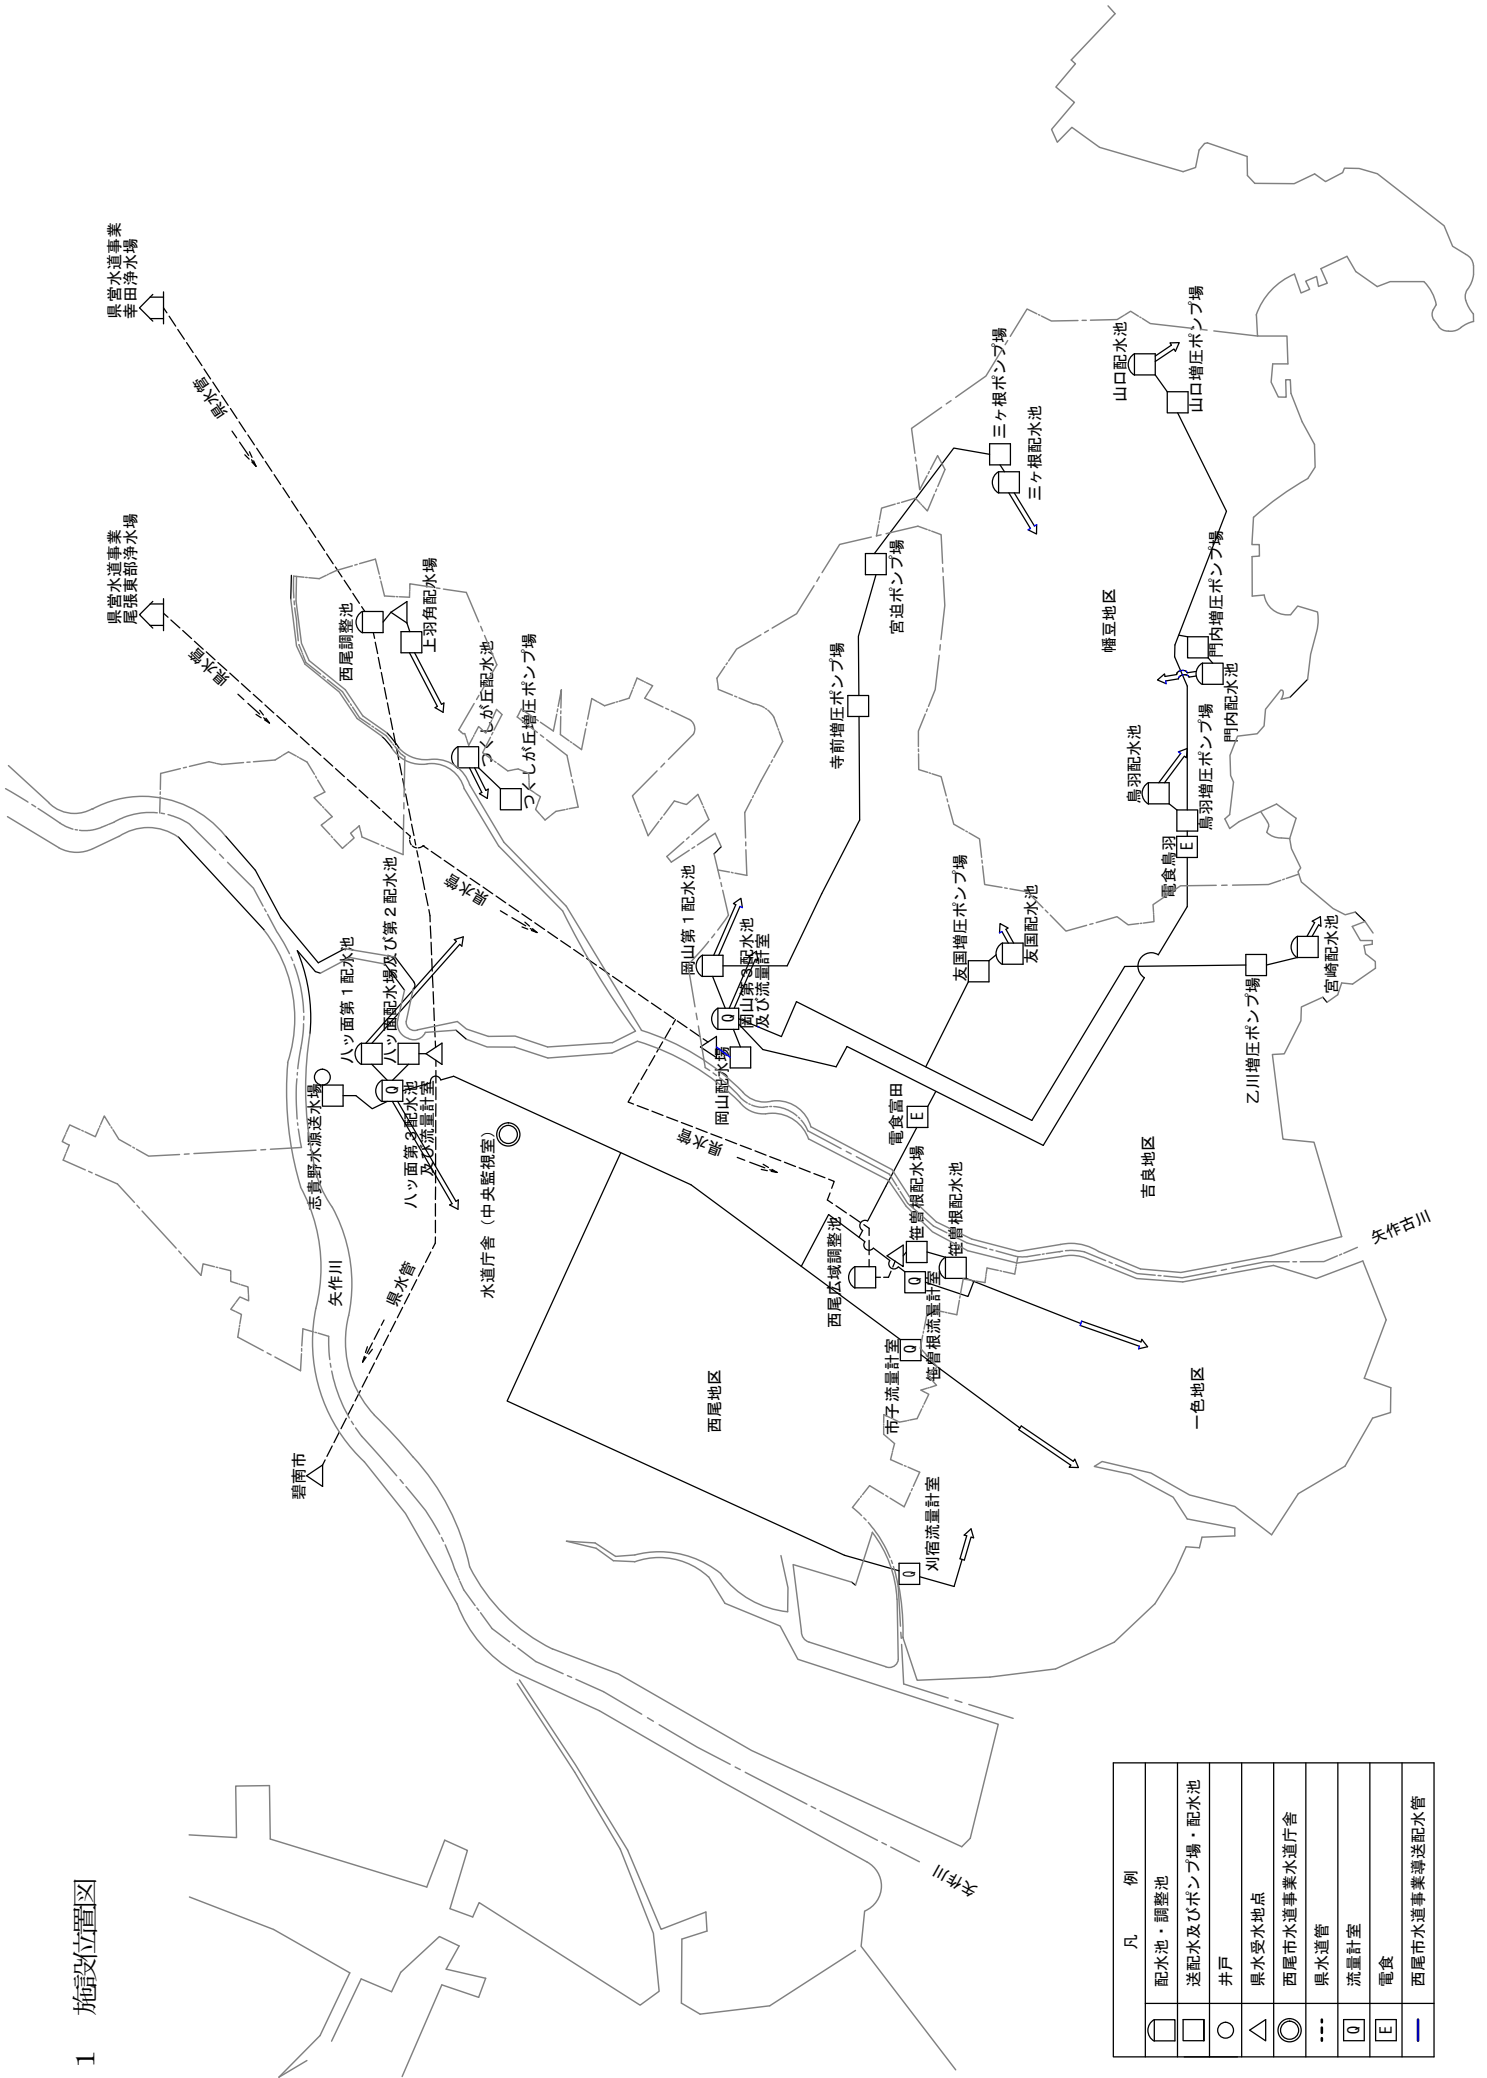 1 施設位置図
県営水道事業
尾張東部浄水場
県営水道事業
幸田浄水場
県水管
県水管
西尾調整池
上羽角配水場
つくしが丘配水池
つくしが丘増圧ポンプ場
県水管
碧南市
矢作川
県水管
志貴野水源送水場
八ッ面第1配水池
八ッ面配水場及び第2配水池
八ッ面第3配水池
及び流量計室
Q
水道庁舎（中央監視室）
岡山第1配水池
岡山第3配水池
及び流量計室
Q
岡山配水場
県水管
寺前増圧ポンプ場
宮迫ポンプ場
三ヶ根ポンプ場
三ヶ根配水池
西尾地区
西尾広域調整池
市子流量計室
Q
笹曽根流量計室
Q
笹曽根配水場
笹曽根配水池
電食富田
E
刈宿流量計室
Q
友国増圧ポンプ場
友国配水池
幡豆地区
山口配水池
山口増圧ポンプ場
門内増圧ポンプ場
門内配水池
鳥羽配水池
鳥羽増圧ポンプ場
電食鳥羽
E
乙川増圧ポンプ場
宮崎配水池
吉良地区
一色地区
矢作古川
矢作川
凡 例
配水池・調整池
送配水及びポンプ場・配水池
井戸
県水受水地点
西尾市水道事業水道庁舎
県水道管
Q 流量計室
E 電食
西尾市水道事業導送配水管